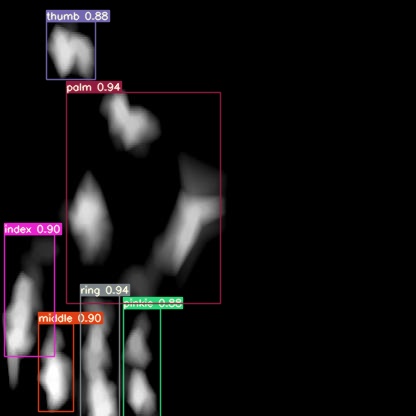 thumb 0.88
palm 0.94
index 0.90
ring 0.94
pinkie 0.88
middle 0.90